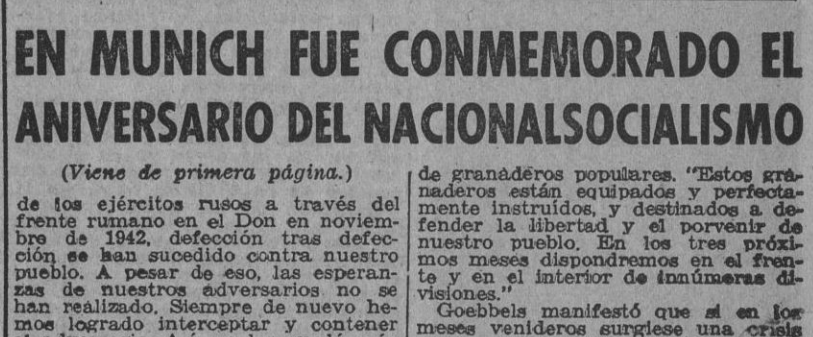 EN MUNICH FUE CONMEMORADO EL
ANIVERSARIO DEL NACIONALSOCIALISMO
(Viene de primera página.)
de los ejércitos rusos a través del
frente rumano en el Don en noviem-
bre de 1942, defección tras defec-
ción se han sucedido contra nuestro
pueblo. A pesar de eso, las esperan-
zas de nuestros adversarios no se
han realizado. Siempre de nuevo he-
mos logrado interceptar y contener
de granaderos populares. "Estos gra-
naderos están equipados y perfecta-
mente instruídos, y destinados a de-
fender la libertad y el porvenir de
nuestro pueblo. En los tres próxi-
mos meses dispondremos en el fren-
te y en el interior de innúmeras di-
visiones."
Goebbels manifestó que si en los
meses venideros surgiese una crisis